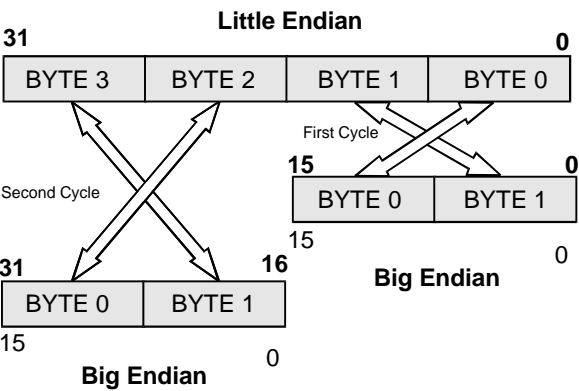 Little Endian
31 0
BYTE 3 BYTE 2 BYTE 1 BYTE 0
First Cycle
15 0
BYTE 0 BYTE 1
15 0
Big Endian
Second Cycle
31 16
BYTE 0 BYTE 1
15 0
Big Endian